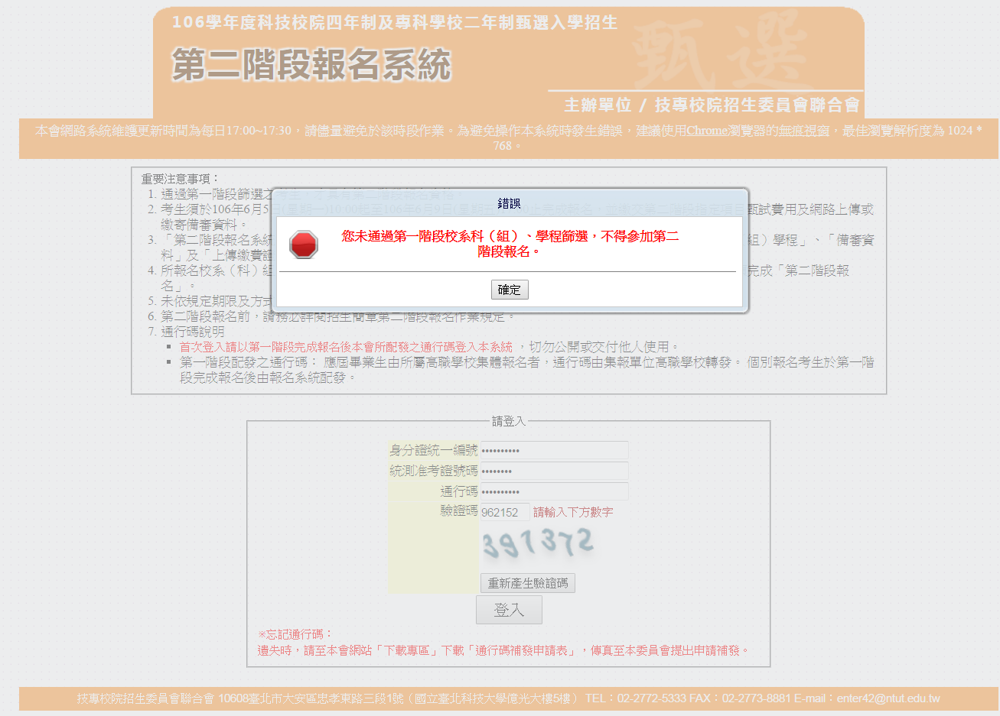 106學年度科技校院四年制及專科學校二年制甄選入學招生
甄選
第二階段報名系統
主辦單位 / 技專校院招生委員會聯合會
本會網路系統維護更新時間為每日17:00~17:30，請儘量避免於該時段作業。為避免操作本系統時發生錯誤，建議使用Chrome瀏覽器的無痕視窗，最佳瀏覽解析度為 1024 *
768。
重要注意事項：
1. 通過第一階段篩選之
錯誤
2. 考生須於106年6月5日 甄試費用及網路上傳或
繳寄備審資料。
您未通過第一階段校系科（組）、學程篩選，不得參加第二
階段報名。
3. 「第二階段報名系統 組）學程」、「備審資
料」及「上傳繳費證
4. 所報名校系（科）組 完成「第二階段報
名」。
確定
5. 未依規定期限及方式
6. 第二階段報名前，請務必詳閱招生簡章第二階段報名作業規定。
7. 通行碼說明
▪ 首次登入請以第一階段完成報名後本會所配發之通行碼登入本系統 ，切勿公開或交付他人使用。
▪ 第一階段配發之通行碼： 應屆畢業生由所屬高職學校集體報名者，通行碼由集報單位高職學校轉發。 個別報名考生於第一階
段完成報名後由報名系統配發。
請登入
身分證統一編號 ••••••••••
統測准考證號碼 ••••••••
通行碼 ••••••••••
驗證碼 962152 請輸入下方數字
391372
重新產生驗證碼
登入
※忘記通行碼：
遺失時，請至本會網站「下載專區」下載「通行碼補發申請表」，傳真至本委員會提出申請補發。
技專校院招生委員會聯合會 10608臺北市大安區忠孝東路三段1號（國立臺北科技大學億光大樓5樓） TEL：02-2772-5333 FAX：02-2773-8881 E-mail：enter42@ntut.edu.tw